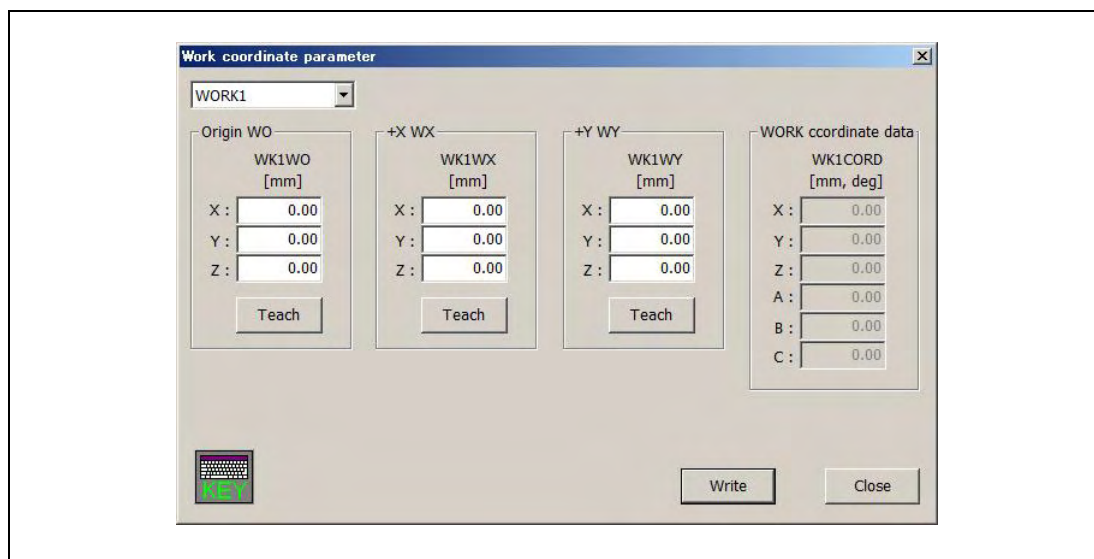 Work coordinate parameter
WORK1
Origin WO
WK1WO
[mm]
X : 0.00
Y : 0.00
Z : 0.00
Teach
+X WX
WK1WX
[mm]
X : 0.00
Y : 0.00
Z : 0.00
Teach
+Y WY
WK1WY
[mm]
X : 0.00
Y : 0.00
Z : 0.00
Teach
WORK ccordinate data
WK1CORD
[mm, deg]
X : 0.00
Y : 0.00
Z : 0.00
A : 0.00
B : 0.00
C : 0.00
KEY
Write
Close